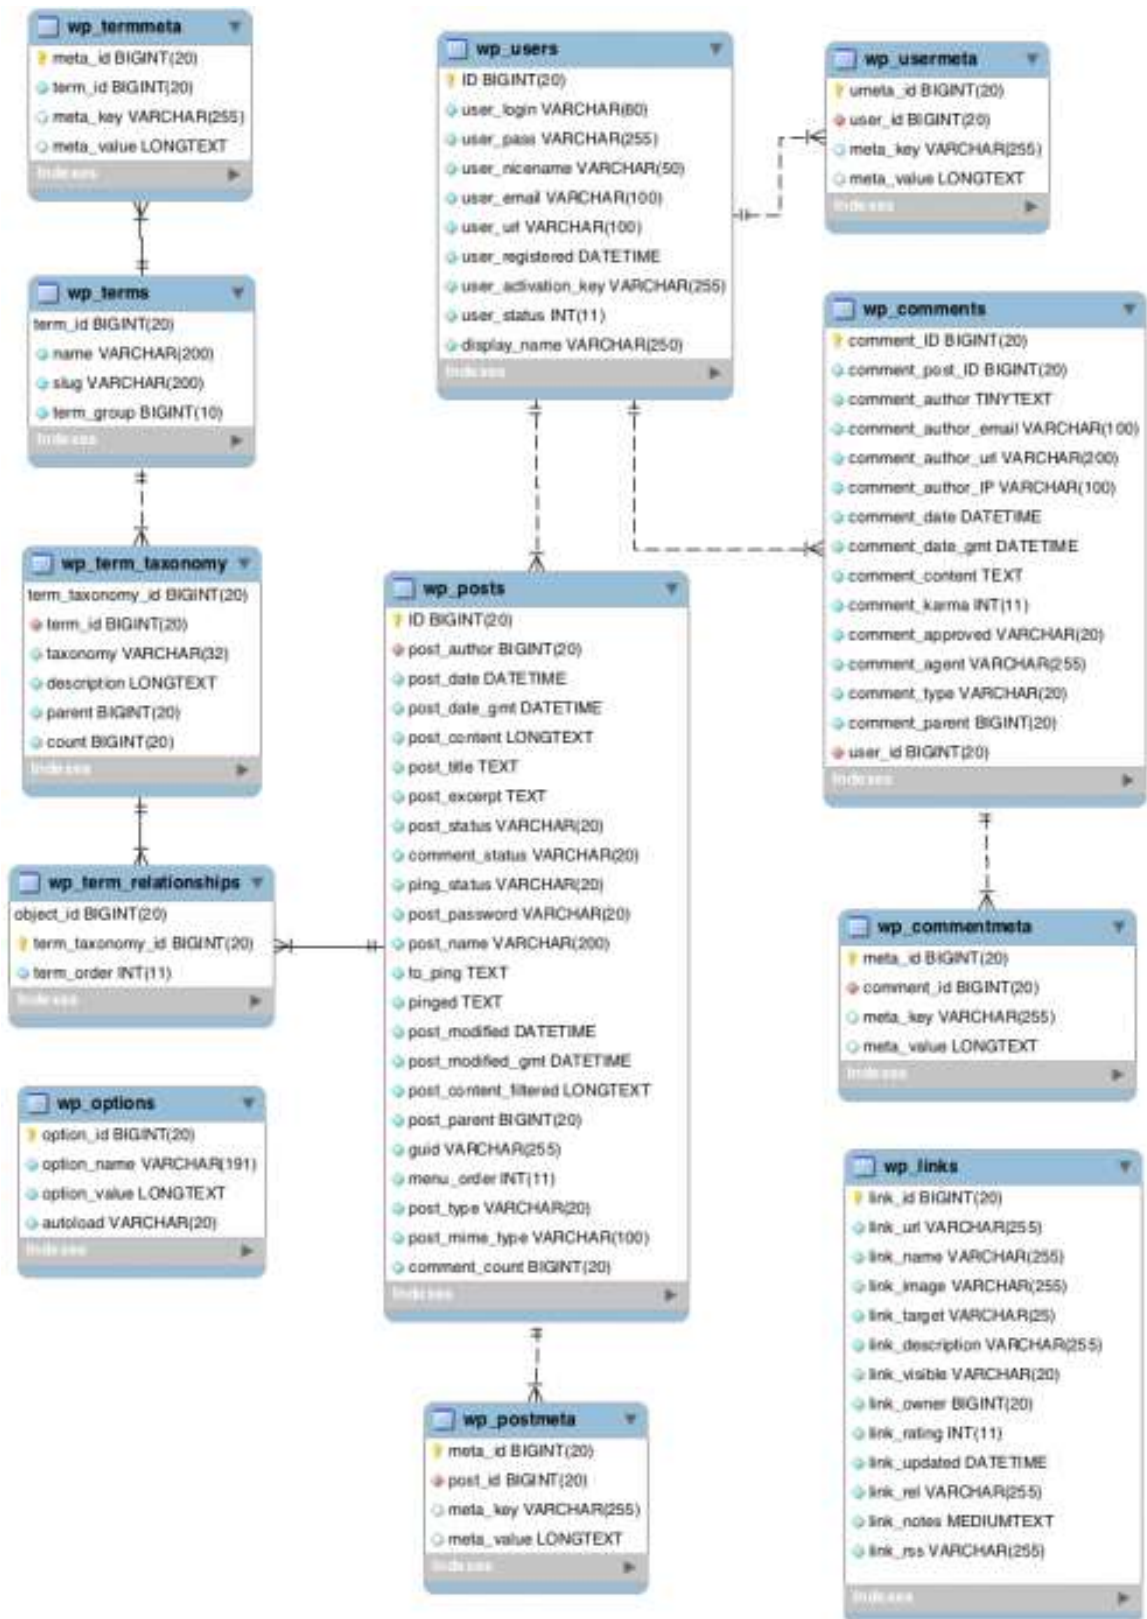 wp_termmeta
meta_id BIGINT(20)
term_id BIGINT(20)
meta_key VARCHAR(255)
meta_value LONGTEXT
Indexes
wp_terms
term_id BIGINT(20)
name VARCHAR(200)
slug VARCHAR(200)
term_group BIGINT(10)
Indexes
wp_term_taxonomy
term_taxonomy_id BIGINT(20)
term_id BIGINT(20)
taxonomy VARCHAR(32)
description LONGTEXT
parent BIGINT(20)
count BIGINT(20)
Indexes
wp_term_relationships
object_id BIGINT(20)
term_taxonomy_id BIGINT(20)
term_order INT(11)
Indexes
wp_options
option_id BIGINT(20)
option_name VARCHAR(191)
option_value LONGTEXT
autoload VARCHAR(20)
Indexes
wp_users
ID BIGINT(20)
user_login VARCHAR(60)
user_pass VARCHAR(255)
user_nicename VARCHAR(50)
user_email VARCHAR(100)
user_url VARCHAR(100)
user_registered DATETIME
user_activation_key VARCHAR(255)
user_status INT(11)
display_name VARCHAR(250)
Indexes
wp_posts
ID BIGINT(20)
post_author BIGINT(20)
post_date DATETIME
post_date_gmt DATETIME
post_content LONGTEXT
post_title TEXT
post_excerpt TEXT
post_status VARCHAR(20)
comment_status VARCHAR(20)
ping_status VARCHAR(20)
post_password VARCHAR(20)
post_name VARCHAR(200)
to_ping TEXT
pinged TEXT
post_modified DATETIME
post_modified_gmt DATETIME
post_content_filtered LONGTEXT
post_parent BIGINT(20)
guid VARCHAR(255)
menu_order INT(11)
post_type VARCHAR(20)
post_mime_type VARCHAR(100)
comment_count BIGINT(20)
Indexes
wp_postmeta
meta_id BIGINT(20)
post_id BIGINT(20)
meta_key VARCHAR(255)
meta_value LONGTEXT
Indexes
wp_usermeta
umeta_id BIGINT(20)
user_id BIGINT(20)
meta_key VARCHAR(255)
meta_value LONGTEXT
Indexes
wp_comments
comment_ID BIGINT(20)
comment_post_ID BIGINT(20)
comment_author TINYTEXT
comment_author_email VARCHAR(100)
comment_author_url VARCHAR(200)
comment_author_IP VARCHAR(100)
comment_date DATETIME
comment_date_gmt DATETIME
comment_content TEXT
comment_karma INT(11)
comment_approved VARCHAR(20)
comment_agent VARCHAR(255)
comment_type VARCHAR(20)
comment_parent BIGINT(20)
user_id BIGINT(20)
Indexes
wp_commentmeta
meta_id BIGINT(20)
comment_id BIGINT(20)
meta_key VARCHAR(255)
meta_value LONGTEXT
Indexes
wp_links
link_id BIGINT(20)
link_url VARCHAR(255)
link_name VARCHAR(255)
link_image VARCHAR(255)
link_target VARCHAR(25)
link_description VARCHAR(255)
link_visible VARCHAR(20)
link_owner BIGINT(20)
link_rating INT(11)
link_updated DATETIME
link_rel VARCHAR(255)
link_notes MEDIUMTEXT
link_rss VARCHAR(255)
Indexes